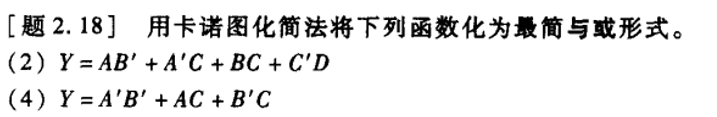 [题2.18] 用卡诺图化简法将下列函数化为最简与或形式。
(2) Y = AB′ + A′C + BC + C′D
(4) Y = A′B′ + AC + B′C